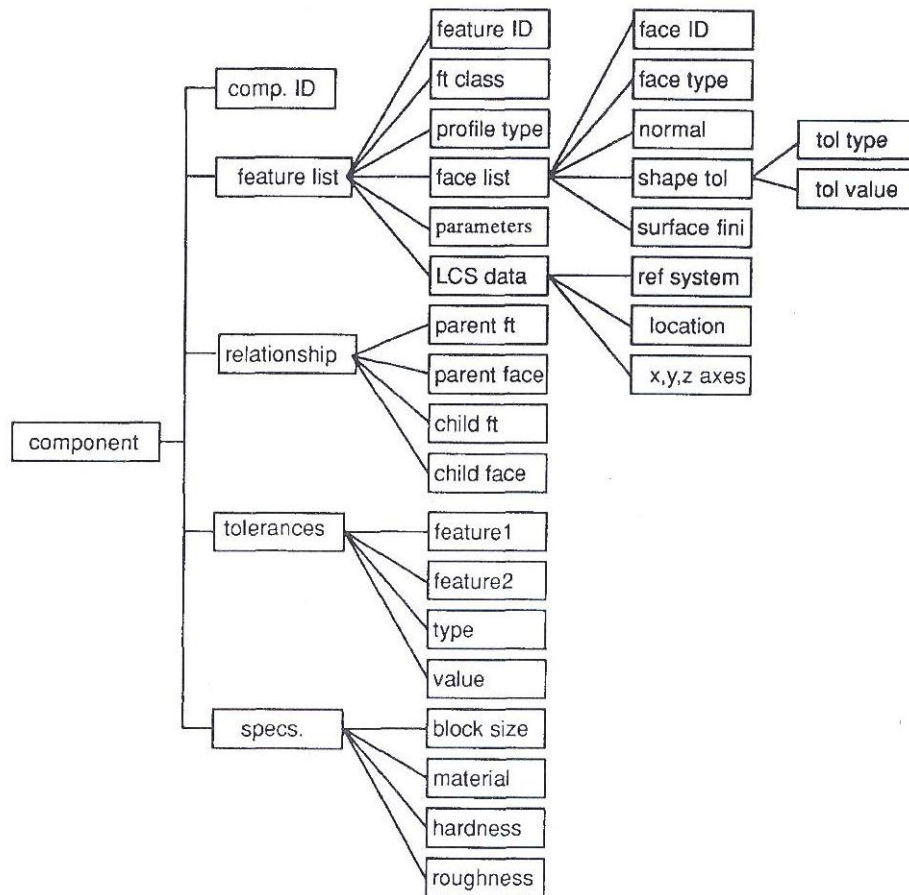 component
comp. ID
feature list
relationship
tolerances
specs.
feature ID
ft class
profile type
face list
parameters
LCS data
parent ft
parent face
child ft
child face
feature1
feature2
type
value
block size
material
hardness
roughness
face ID
face type
normal
shape tol
surface fini
ref system
location
x,y,z axes
tol type
tol value